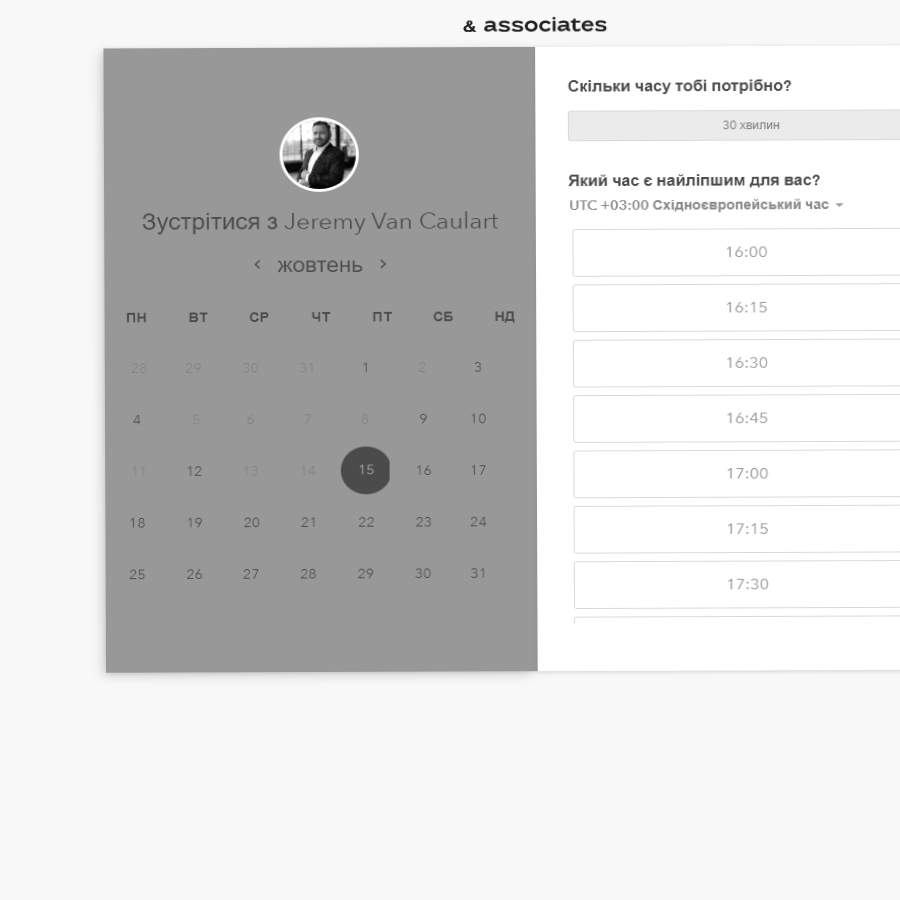 & associates
Зустрітися з Jeremy Van Caulart
жовтень
ПН ВТ СР ЧТ ПТ СБ НД
28 29 30 31 1 2 3
4 5 6 7 8 9 10
11 12 13 14 15 16 17
18 19 20 21 22 23 24
25 26 27 28 29 30 31
Скільки часу тобі потрібно?
30 хвилин
Який час є найліпшим для вас?
UTC +03:00 Східноєвропейський час
16:00
16:15
16:30
16:45
17:00
17:15
17:30